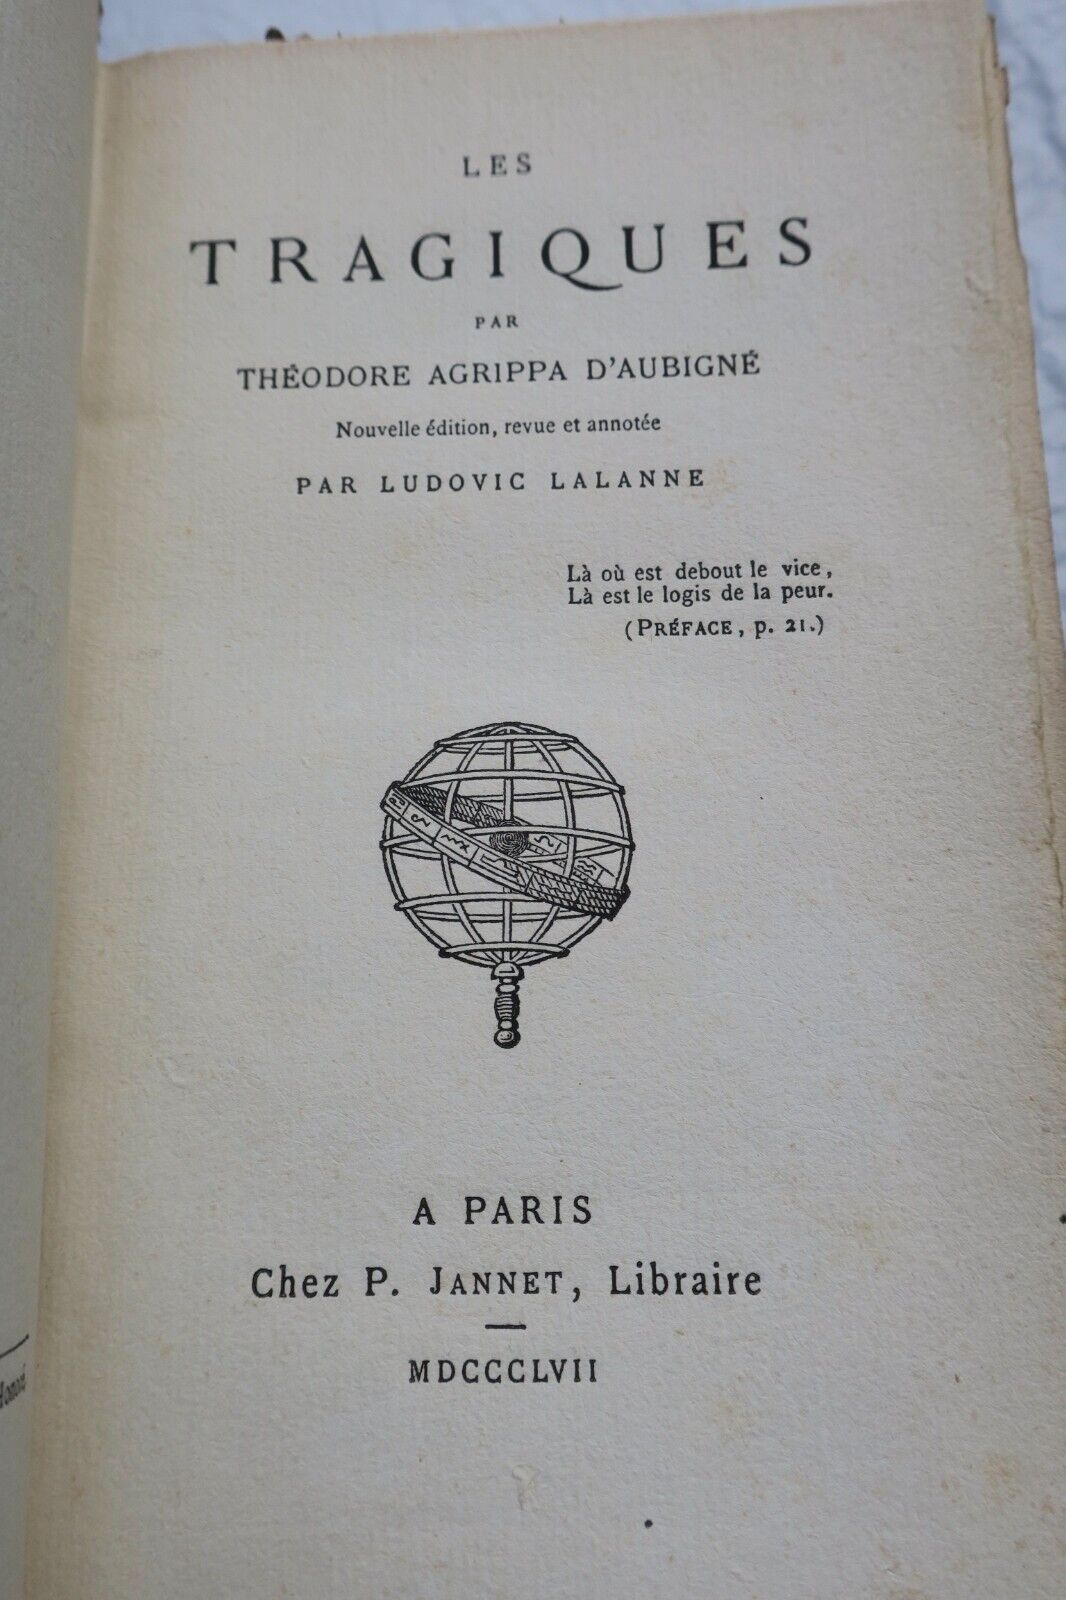 LES
TRAGIQUES
PAR
THÉODORE AGRIPPA D'AUBIGNÉ
Nouvelle édition, revue et annotée
PAR LUDOVIC LALANNE
Là où est debout le vice,
Là est le logis de la peur.
(PRÉFACE, p. 21.)
A PARIS
Chez P. JANNET, Libraire
MDCCCLVII